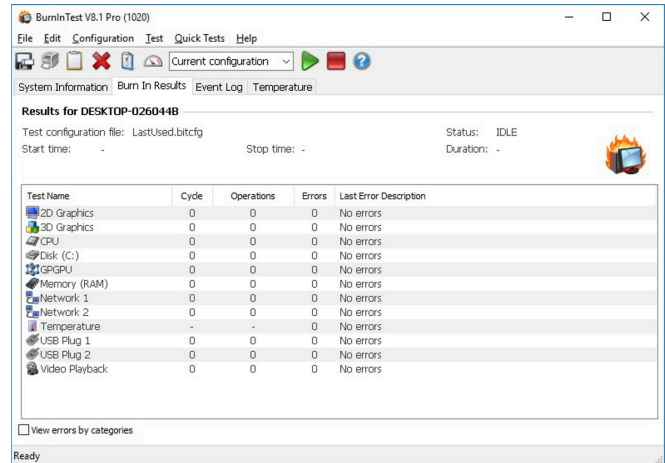 BurnInTest V8.1 Pro (1020)
File Edit Configuration Test Quick Tests Help
Current configuration
System Information Burn In Results Event Log Temperature
Results for DESKTOP-026044B
Test configuration file: LastUsed.bitcfg Status: IDLE
Start time: - Stop time: - Duration: -
Test Name Cycle Operations Errors Last Error Description
2D Graphics 0 0 0 No errors
3D Graphics 0 0 0 No errors
CPU 0 0 0 No errors
Disk (C:) 0 0 0 No errors
GPGPU 0 0 0 No errors
Memory (RAM) 0 0 0 No errors
Network 1 0 0 0 No errors
Network 2 0 0 0 No errors
Temperature - - 0 No errors
USB Plug 1 0 0 0 No errors
USB Plug 2 0 0 0 No errors
Video Playback 0 0 0 No errors
View errors by categories
Ready